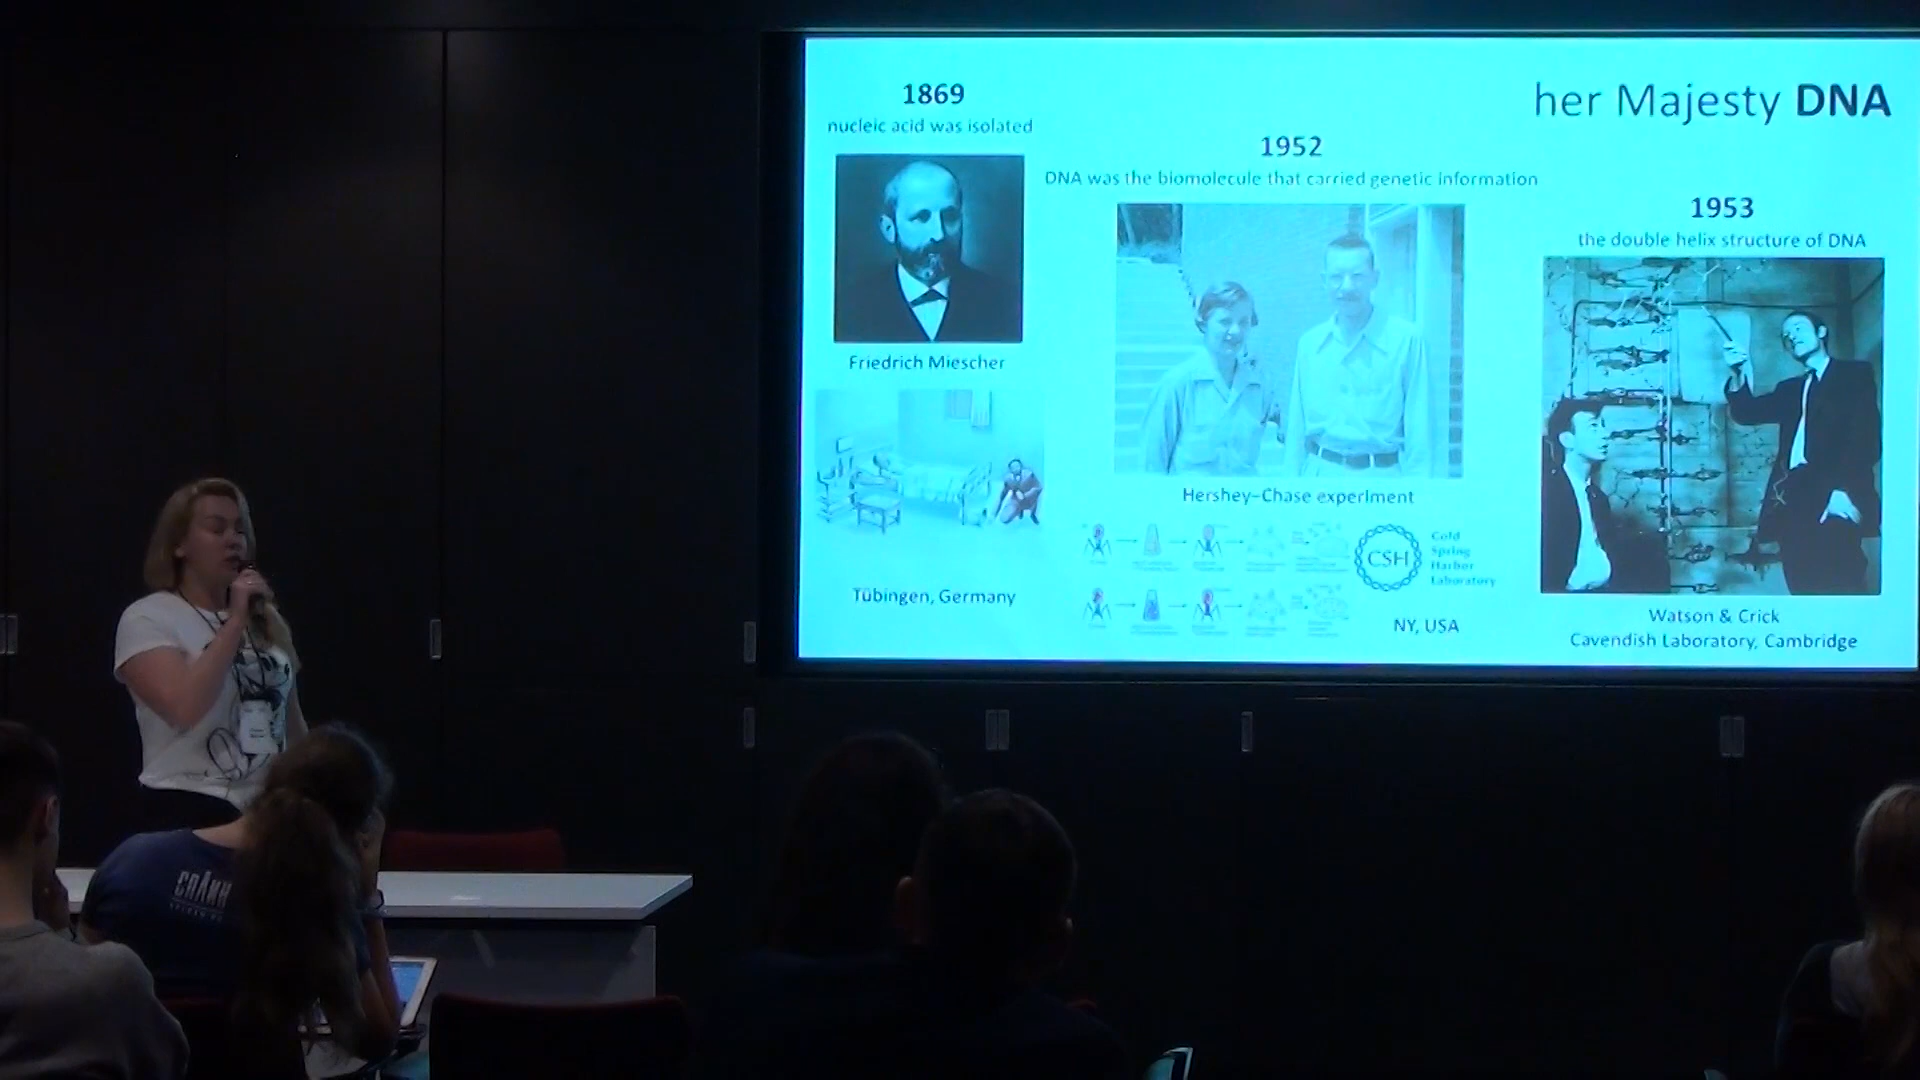 her Majesty DNA
1869
nucleic acid was isolated
Friedrich Miescher
Tübingen, Germany
1952
DNA was the biomolecule that carried genetic information
Hershey–Chase experiment
CSH
Cold
Spring
Harbor
Laboratory
NY, USA
1953
the double helix structure of DNA
Watson & Crick
Cavendish Laboratory, Cambridge